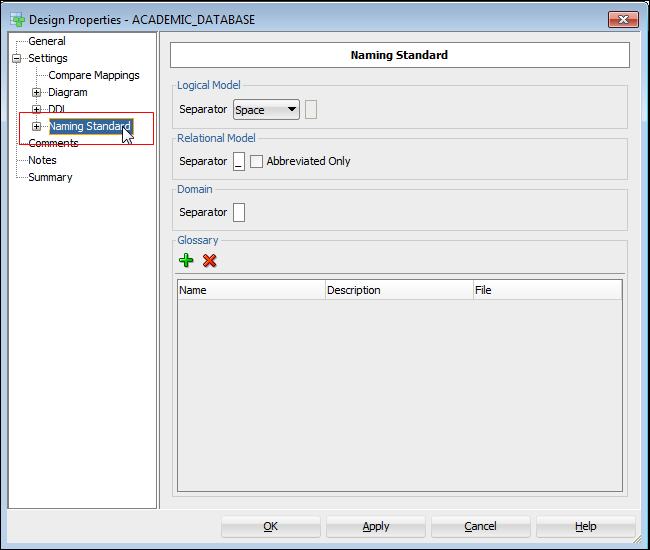 Design Properties - ACADEMIC_DATABASE
General
Settings
Compare Mappings
Diagram
DDL
Naming Standard
Comments
Notes
Summary
Naming Standard
Logical Model
Separator Space
Relational Model
Separator _ Abbreviated Only
Domain
Separator
Glossary
Name Description File
OK Apply Cancel Help